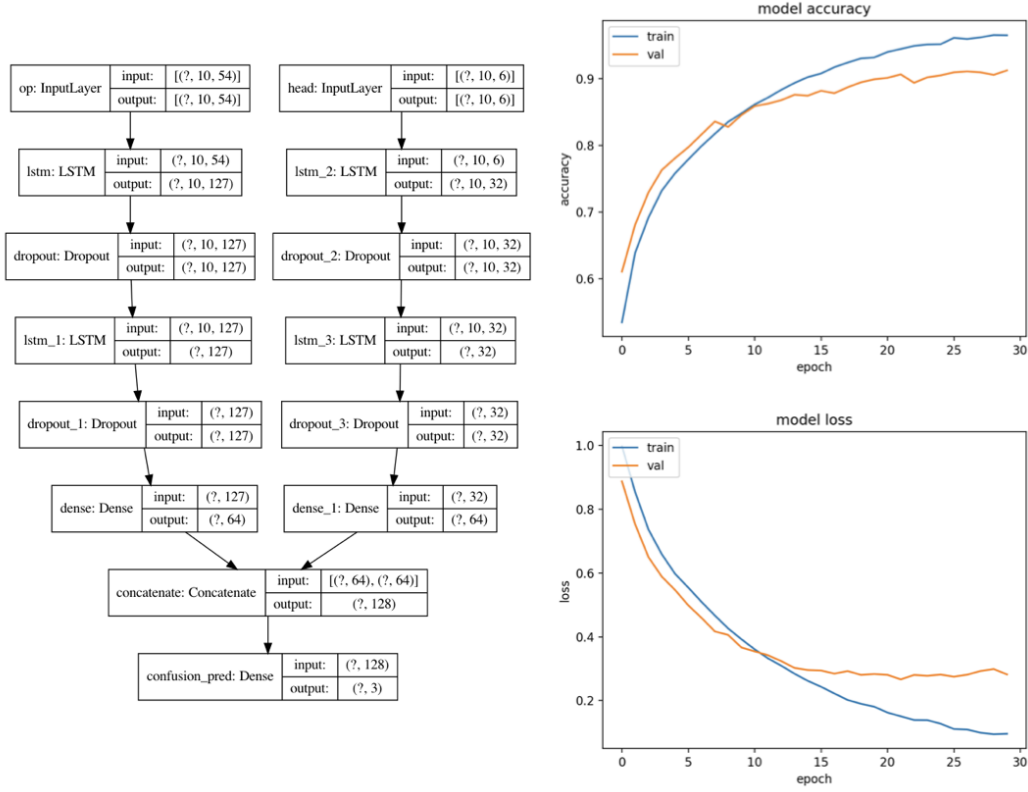 op: InputLayer
input: [(?, 10, 54)]
output: [(?, 10, 54)]
head: InputLayer
input: [(?, 10, 6)]
output: [(?, 10, 6)]
lstm: LSTM
input: (?, 10, 54)
output: (?, 10, 127)
lstm_2: LSTM
input: (?, 10, 6)
output: (?, 10, 32)
dropout: Dropout
input: (?, 10, 127)
output: (?, 10, 127)
dropout_2: Dropout
input: (?, 10, 32)
output: (?, 10, 32)
lstm_1: LSTM
input: (?, 10, 127)
output: (?, 127)
lstm_3: LSTM
input: (?, 10, 32)
output: (?, 32)
dropout_1: Dropout
input: (?, 127)
output: (?, 127)
dropout_3: Dropout
input: (?, 32)
output: (?, 32)
dense: Dense
input: (?, 127)
output: (?, 64)
dense_1: Dense
input: (?, 32)
output: (?, 64)
concatenate: Concatenate
input: [(?, 64), (?, 64)]
output: (?, 128)
confusion_pred: Dense
input: (?, 128)
output: (?, 3)
model accuracy
train
val
0.9
0.8
0.7
0.6
accuracy
0 5 10 15 20 25 30
epoch
model loss
train
val
1.0
0.8
0.6
0.4
0.2
loss
0 5 10 15 20 25 30
epoch